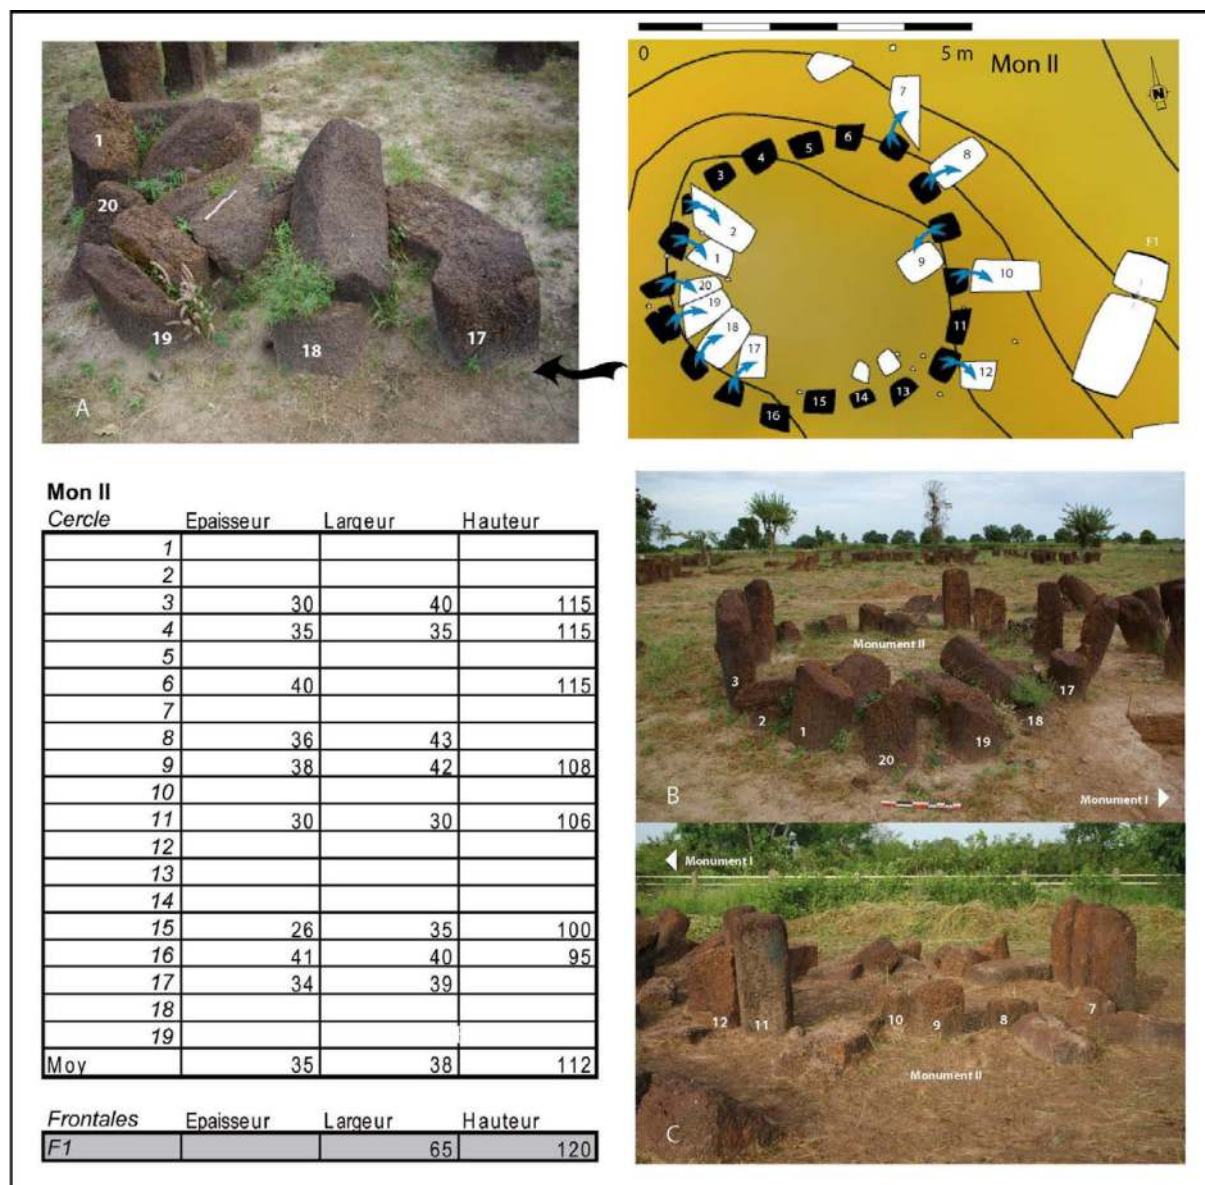 1
20
19
18
17
A
0 5 m
Mon II
N
7
6
5
4
8
3
2
F1
1
9
10
20
19
18
11
17
12
13
14
15
16
Mon II
Cercle Epaisseur Largeur Hauteur
1
2
3 30 40 115
4 35 35 115
5
6 40 115
7
8 36 43
9 38 42 108
10
11 30 30 106
12
13
14
15 26 35 100
16 41 40 95
17 34 39
18
19
Moy 35 38 112
Frontales Epaisseur Largeur Hauteur
F1 65 120
Monument II
3
17
2
18
1
19
20
B
Monument I
Monument I
12
11
10
9
8
7
Monument II
C